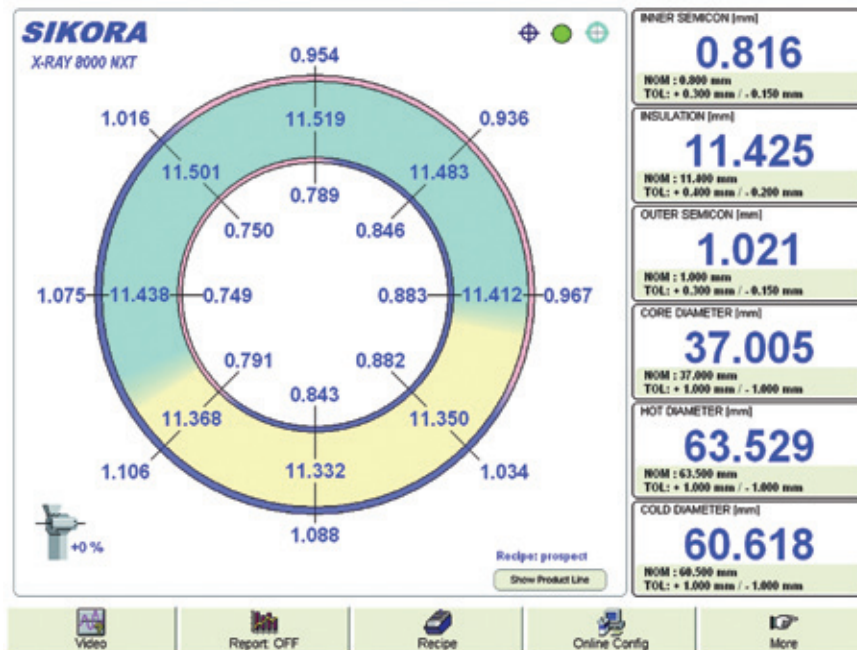 SIKORA
X-RAY 8000 NXT
0.954
1.016
0.936
11.519
11.501
11.483
0.789
0.750
0.846
1.075
11.438
0.749
0.883
11.412
0.967
0.791
0.882
0.843
11.368
11.350
11.332
1.106
1.034
1.088
+0 %
Recipe: prospect
Show Product Line
INNER SEMICON [mm]
0.816
NOM : 0.800 mm
TOL: + 0.300 mm / - 0.150 mm
INSULATION [mm]
11.425
NOM : 11.400 mm
TOL: + 0.400 mm / - 0.200 mm
OUTER SEMICON [mm]
1.021
NOM : 1.000 mm
TOL: + 0.300 mm / - 0.150 mm
CORE DIAMETER [mm]
37.005
NOM : 37.000 mm
TOL: + 1.000 mm / - 1.000 mm
HOT DIAMETER [mm]
63.529
NOM : 63.500 mm
TOL: + 1.000 mm / - 1.000 mm
COLD DIAMETER [mm]
60.618
NOM : 60.500 mm
TOL: + 1.000 mm / - 1.000 mm
Video
Report: OFF
Recipe
Online Config
More